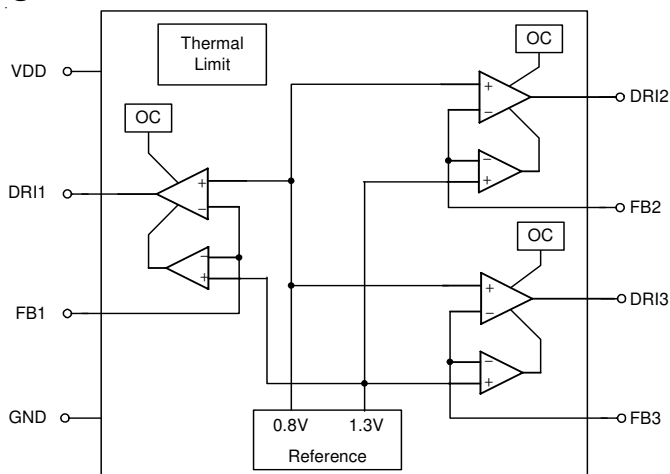 OC
Thermal
Limit
VDD
+
DRI2
−
OC
−
+
+
DRI1
−
FB2
OC
−
+
+
FB1
DRI3
−
−
+
GND
0.8V 1.3V
FB3
Reference